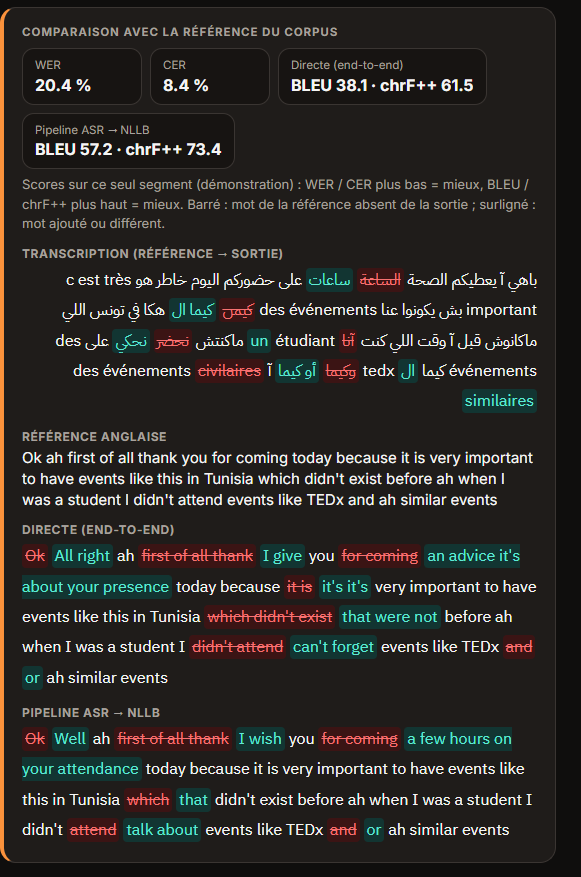 COMPARAISON AVEC LA RÉFÉRENCE DU CORPUS
WER
20.4 %
CER
8.4 %
Directe (end-to-end)
BLEU 38.1 · chrF++ 61.5
Pipeline ASR → NLLB
BLEU 57.2 · chrF++ 73.4
Scores sur ce seul segment (démonstration) : WER / CER plus bas = mieux, BLEU /
chrF++ plus haut = mieux. Barré : mot de la référence absent de la sortie ; surligné :
mot ajouté ou différent.
TRANSCRIPTION (RÉFÉRENCE → SORTIE)
باهي آ يعطيكم الصحة الساعة ساعات على حضوركم اليوم خاطر هو c est très
important بش يكونوا عنا des événements كيمن كيما ال هكا في تونس اللي
ماكانوش قبل آ وقت اللي كنت آنا un étudiant ماكنتش نحضر نحكي على des
événements كيما ال tedx وكيما أو كيما آ des événements civilaires
similaires
RÉFÉRENCE ANGLAISE
Ok ah first of all thank you for coming today because it is very important
to have events like this in Tunisia which didn't exist before ah when I
was a student I didn't attend events like TEDx and ah similar events
DIRECTE (END-TO-END)
Ok All right ah first of all thank I give you for coming an advice it's
about your presence today because it is it's it's very important to have
events like this in Tunisia which didn't exist that were not before ah
when I was a student I didn't attend can't forget events like TEDx and
or ah similar events
PIPELINE ASR → NLLB
Ok Well ah first of all thank I wish you for coming a few hours on
your attendance today because it is very important to have events like
this in Tunisia which that didn't exist before ah when I was a student I
didn't attend talk about events like TEDx and or ah similar events